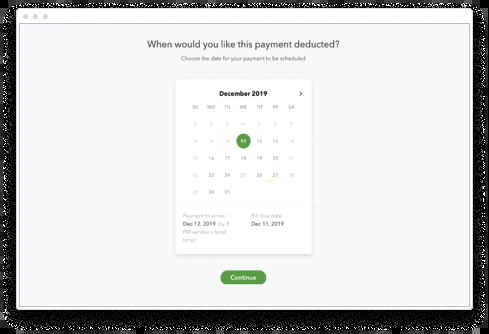 When would you like this payment deducted?
Choose the date for your payment to be scheduled
December 2019 >
SU MO TU WE TH FR SA
1 2 3 4 5 6 7
8 9 10 11 12 13 14
15 16 17 18 19 20 21
22 23 24 25 26 27 28
29 30 31
Payment to arrive Bill due date
Dec 12, 2019 (by 8 Dec 11, 2019
PM vendor's local
time)
Continue